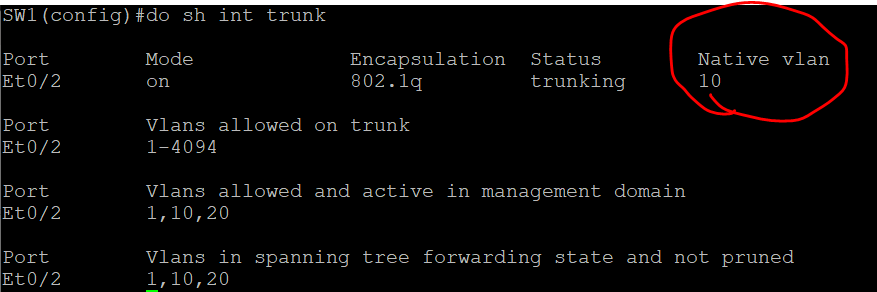 SW1(config)#do sh int trunk
Port Mode Encapsulation Status Native vlan
Et0/2 on 802.1q trunking 10
Port Vlans allowed on trunk
Et0/2 1-4094
Port Vlans allowed and active in management domain
Et0/2 1,10,20
Port Vlans in spanning tree forwarding state and not pruned
Et0/2 1,10,20